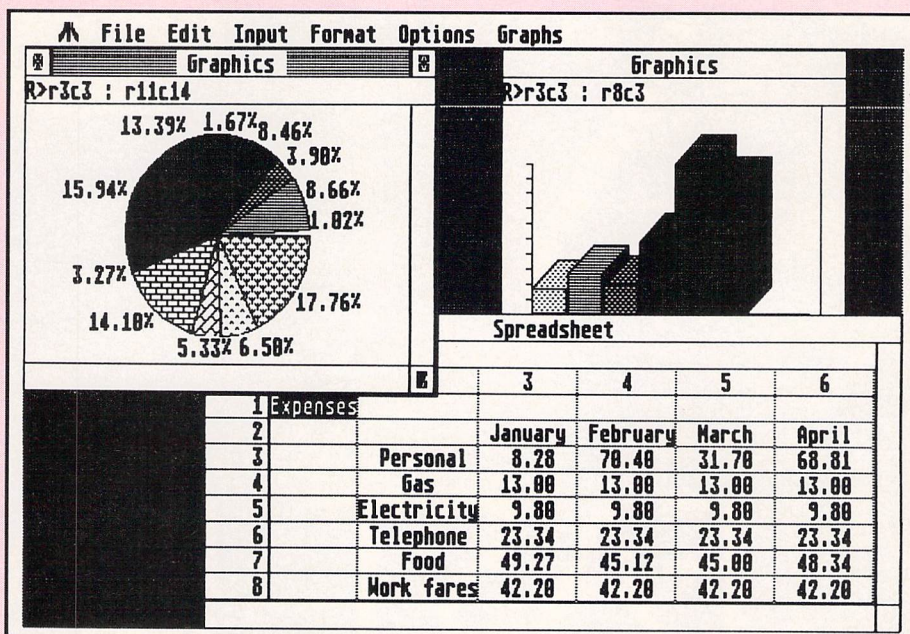 File Edit Input Format Options Graphs
Graphics
R>r3c3 : r11c14
13.39% 1.67% 8.46%
3.90%
15.94% 8.66%
1.02%
3.27% 17.76%
14.10%
5.33% 6.50%
Graphics
R>r3c3 : r8c3
Spreadsheet
3 4 5 6
1 Expenses
2 January February March April
3 Personal 8.28 70.40 31.70 68.81
4 Gas 13.00 13.00 13.00 13.00
5 Electricity 9.80 9.80 9.80 9.80
6 Telephone 23.34 23.34 23.34 23.34
7 Food 49.27 45.12 45.00 48.34
8 Work fares 42.20 42.20 42.20 42.20